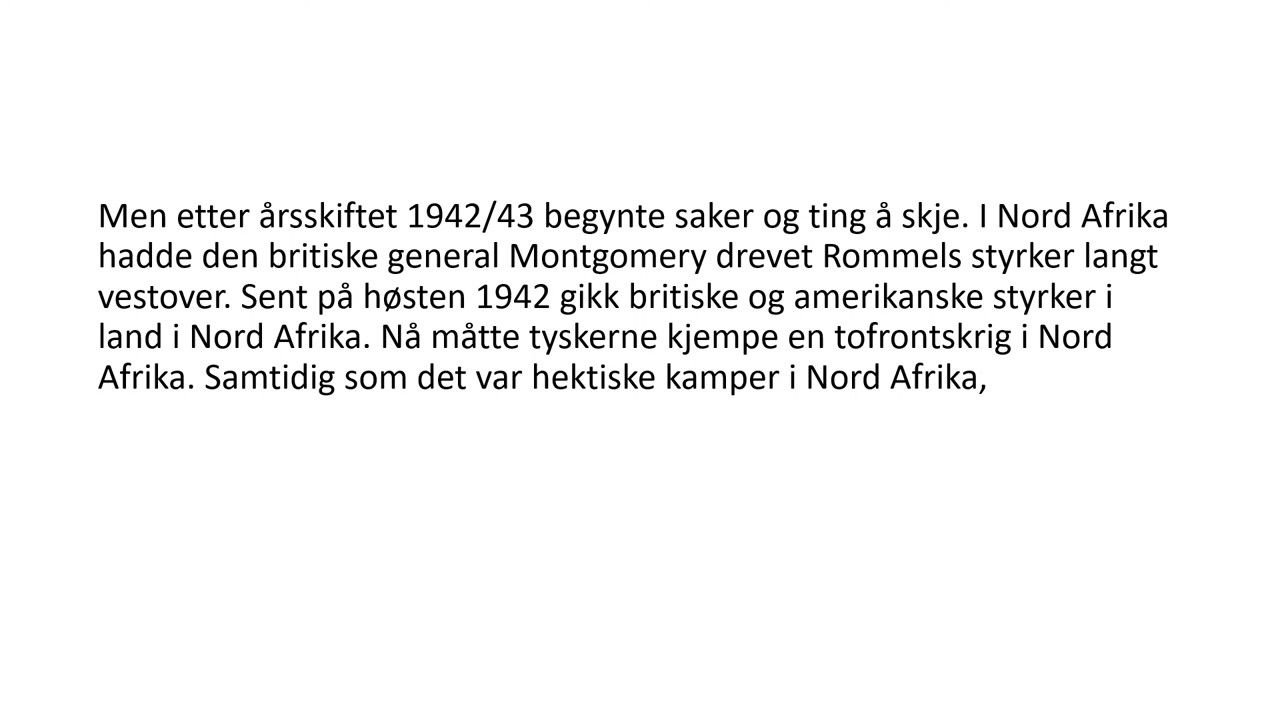 Men etter årsskiftet 1942/43 begynte saker og ting å skje. I Nord Afrika
hadde den britiske general Montgomery drevet Rommels styrker langt
vestover. Sent på høsten 1942 gikk britiske og amerikanske styrker i
land i Nord Afrika. Nå måtte tyskerne kjempe en tofrontskrig i Nord
Afrika. Samtidig som det var hektiske kamper i Nord Afrika,